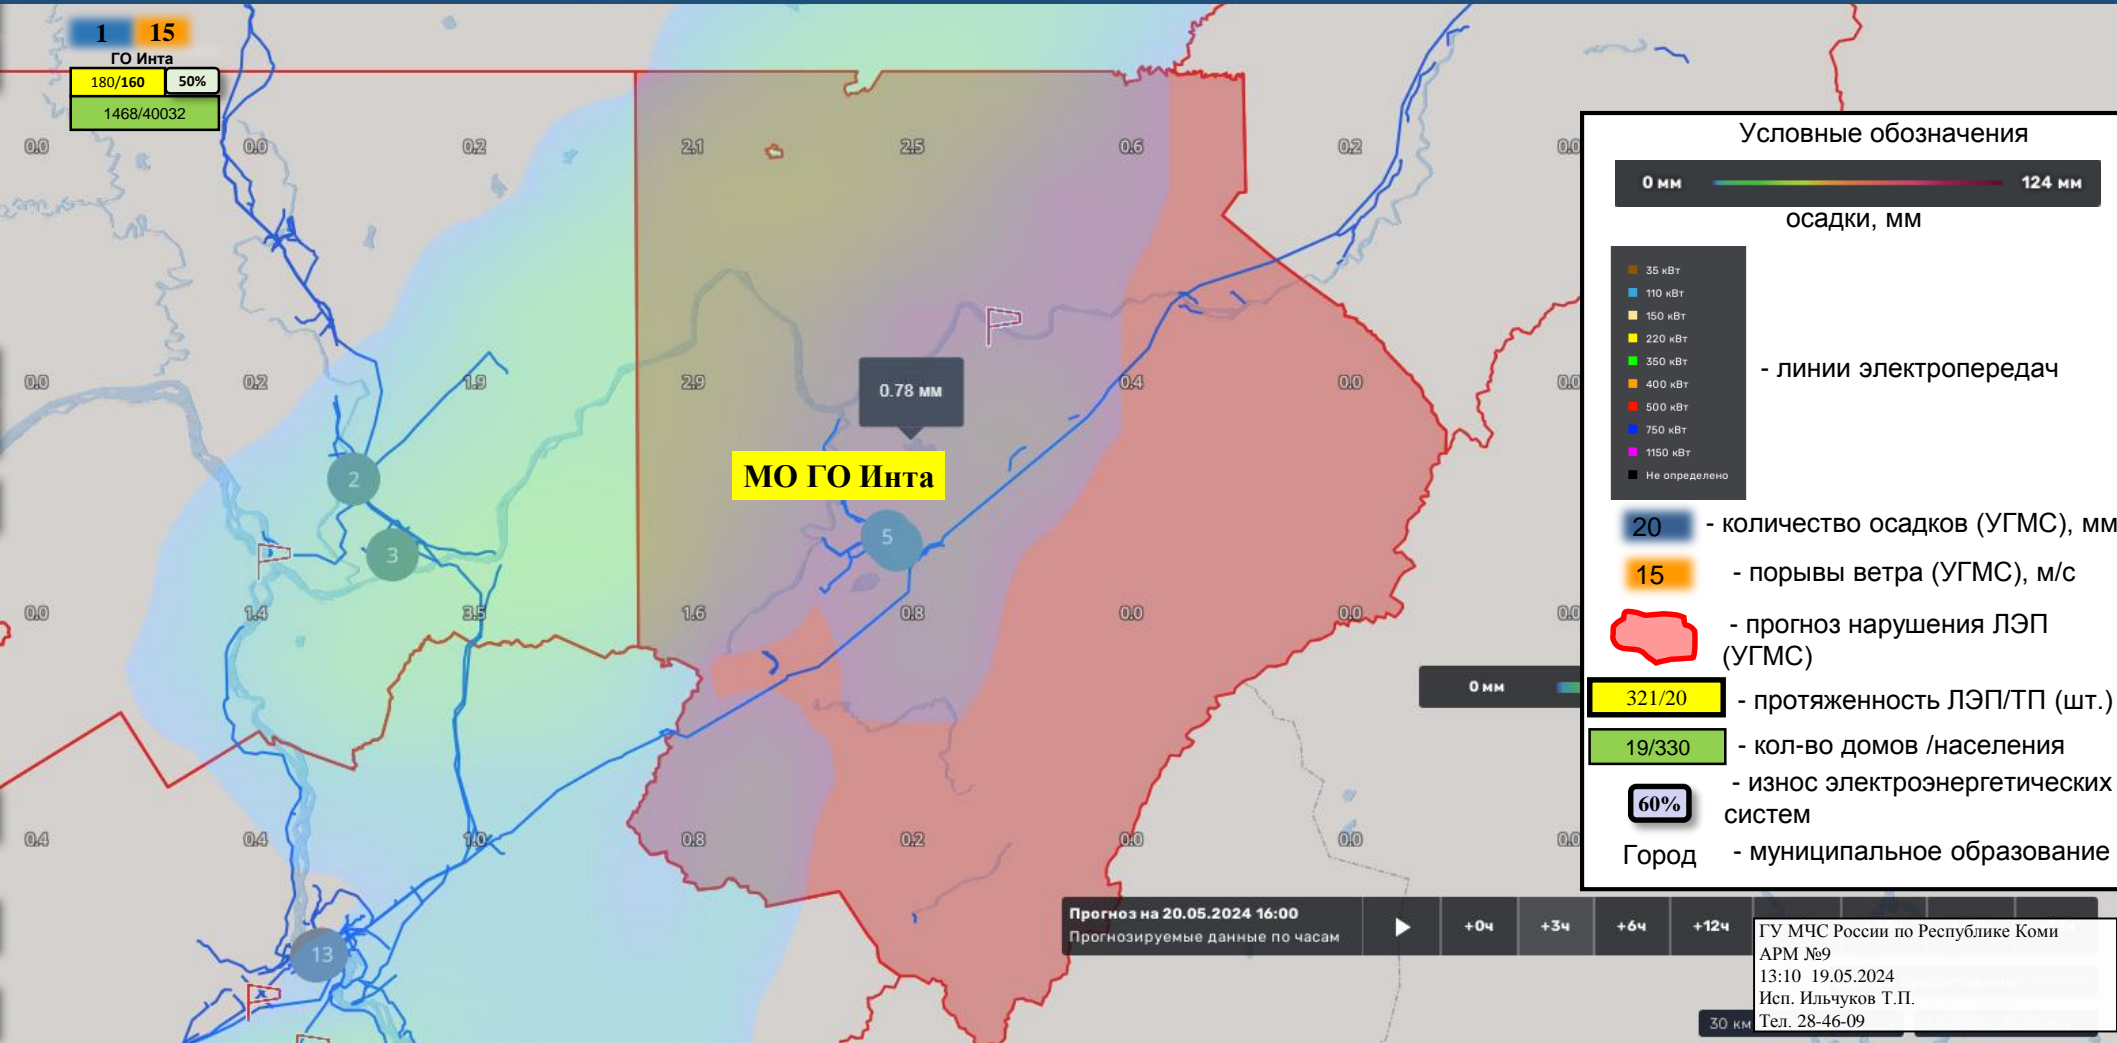 1 15
ГО Инта
180/160 50%
1468/40032
0.0 0.0 0.2 2.1 2.5 0.6 0.2 0.0
0.0 0.2 1.9 2.9 0.4 0.0 0.0
0.78 мм
МО ГО Инта
2
3
5
0.0 1.4 3.5 1.6 0.8 0.0 0.0 0.0
0 мм
0.4 0.4 1.0 0.8 0.2 0.0 0.0 0.0
13
Условные обозначения
0 мм 124 мм
осадки, мм
35 кВт
110 кВт
150 кВт
220 кВт
350 кВт
400 кВт
500 кВт
750 кВт
1150 кВт
Не определено
- линии электропередач
20 - количество осадков (УГМС), мм
15 - порывы ветра (УГМС), м/с
- прогноз нарушения ЛЭП
(УГМС)
321/20 - протяженность ЛЭП/ТП (шт.)
19/330 - кол-во домов /населения
60% - износ электроэнергетических
систем
Город - муниципальное образование
Прогноз на 20.05.2024 16:00
Прогнозируемые данные по часам
+0ч +3ч +6ч +12ч
ГУ МЧС России по Республике Коми
АРМ №9
13:10 19.05.2024
Исп. Ильчуков Т.П.
Тел. 28-46-09
30 км